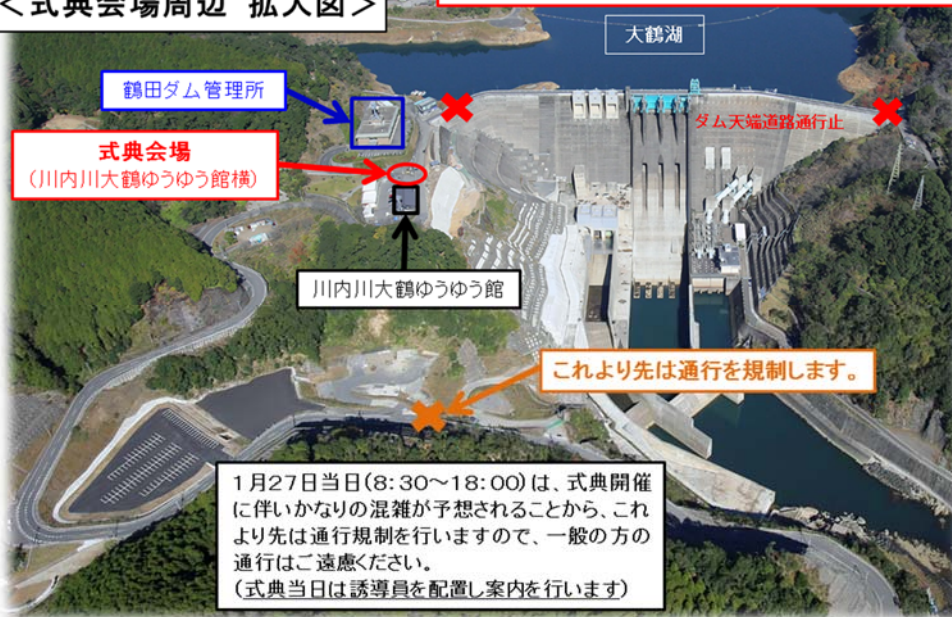 ＜式典会場周辺 拡大図＞
大鶴湖
鶴田ダム管理所
ダム天端道路通行止
式典会場
（川内川大鶴ゆうゆう館横）
川内川大鶴ゆうゆう館
これより先は通行を規制します。
1月27日当日(8:30～18:00)は、式典開催
に伴いかなりの混雑が予想されることから、これ
より先は通行規制を行いますので、一般の方の
通行はご遠慮ください。
(式典当日は誘導員を配置し案内を行います)